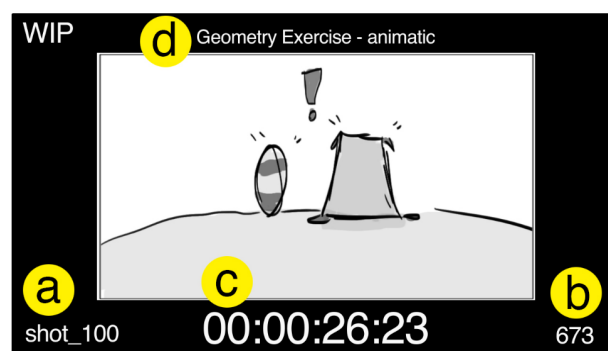 WIP
d Geometry Exercise - animatic
!
a
c
b
shot_100
00:00:26:23
673